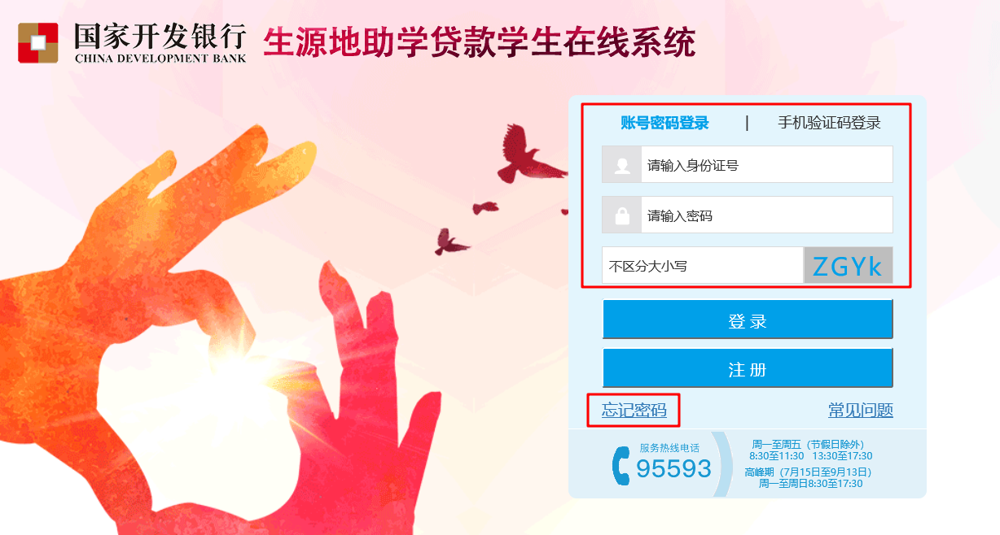 国家开发银行 生源地助学贷款学生在线系统
CHINA DEVELOPMENT BANK
账号密码登录 | 手机验证码登录
请输入身份证号
请输入密码
不区分大小写 ZGYk
登 录
注 册
忘记密码 常见问题
服务热线电话
95593
周一至周五（节假日除外）
8:30至11:30 13:30至17:30
高峰期（7月15日至9月13日）
周一至周日8:30至17:30